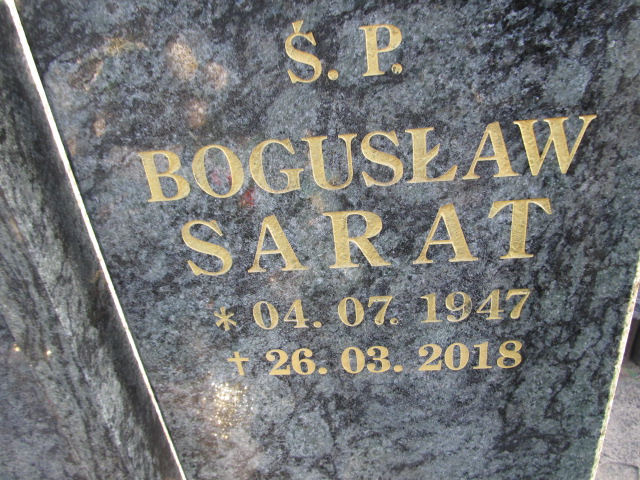 Ś. P.
BOGUSŁAW
SARAT
* 04. 07. 1947
† 26. 03. 2018